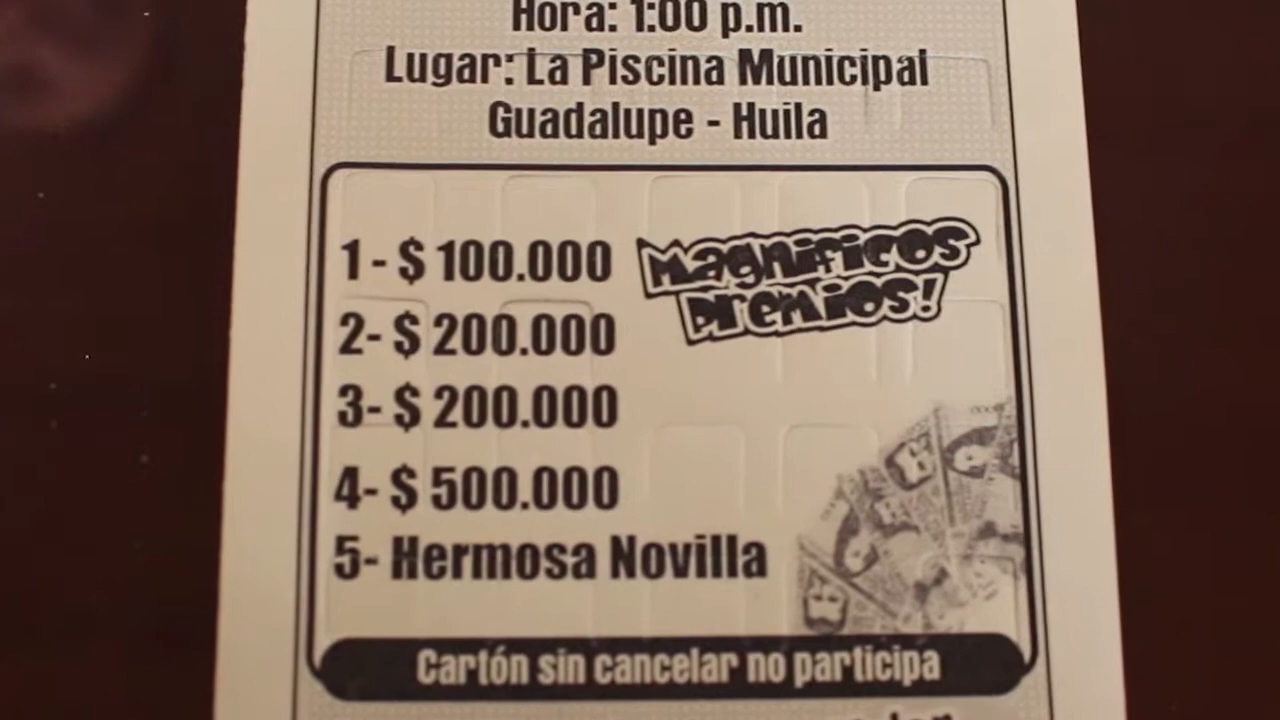 Hora: 1:00 p.m.
Lugar: La Piscina Municipal
Guadalupe - Huila
1 - $ 100.000
Magníficos
premios!
2- $ 200.000
3- $ 200.000
4- $ 500.000
5- Hermosa Novilla
Cartón sin cancelar no participa